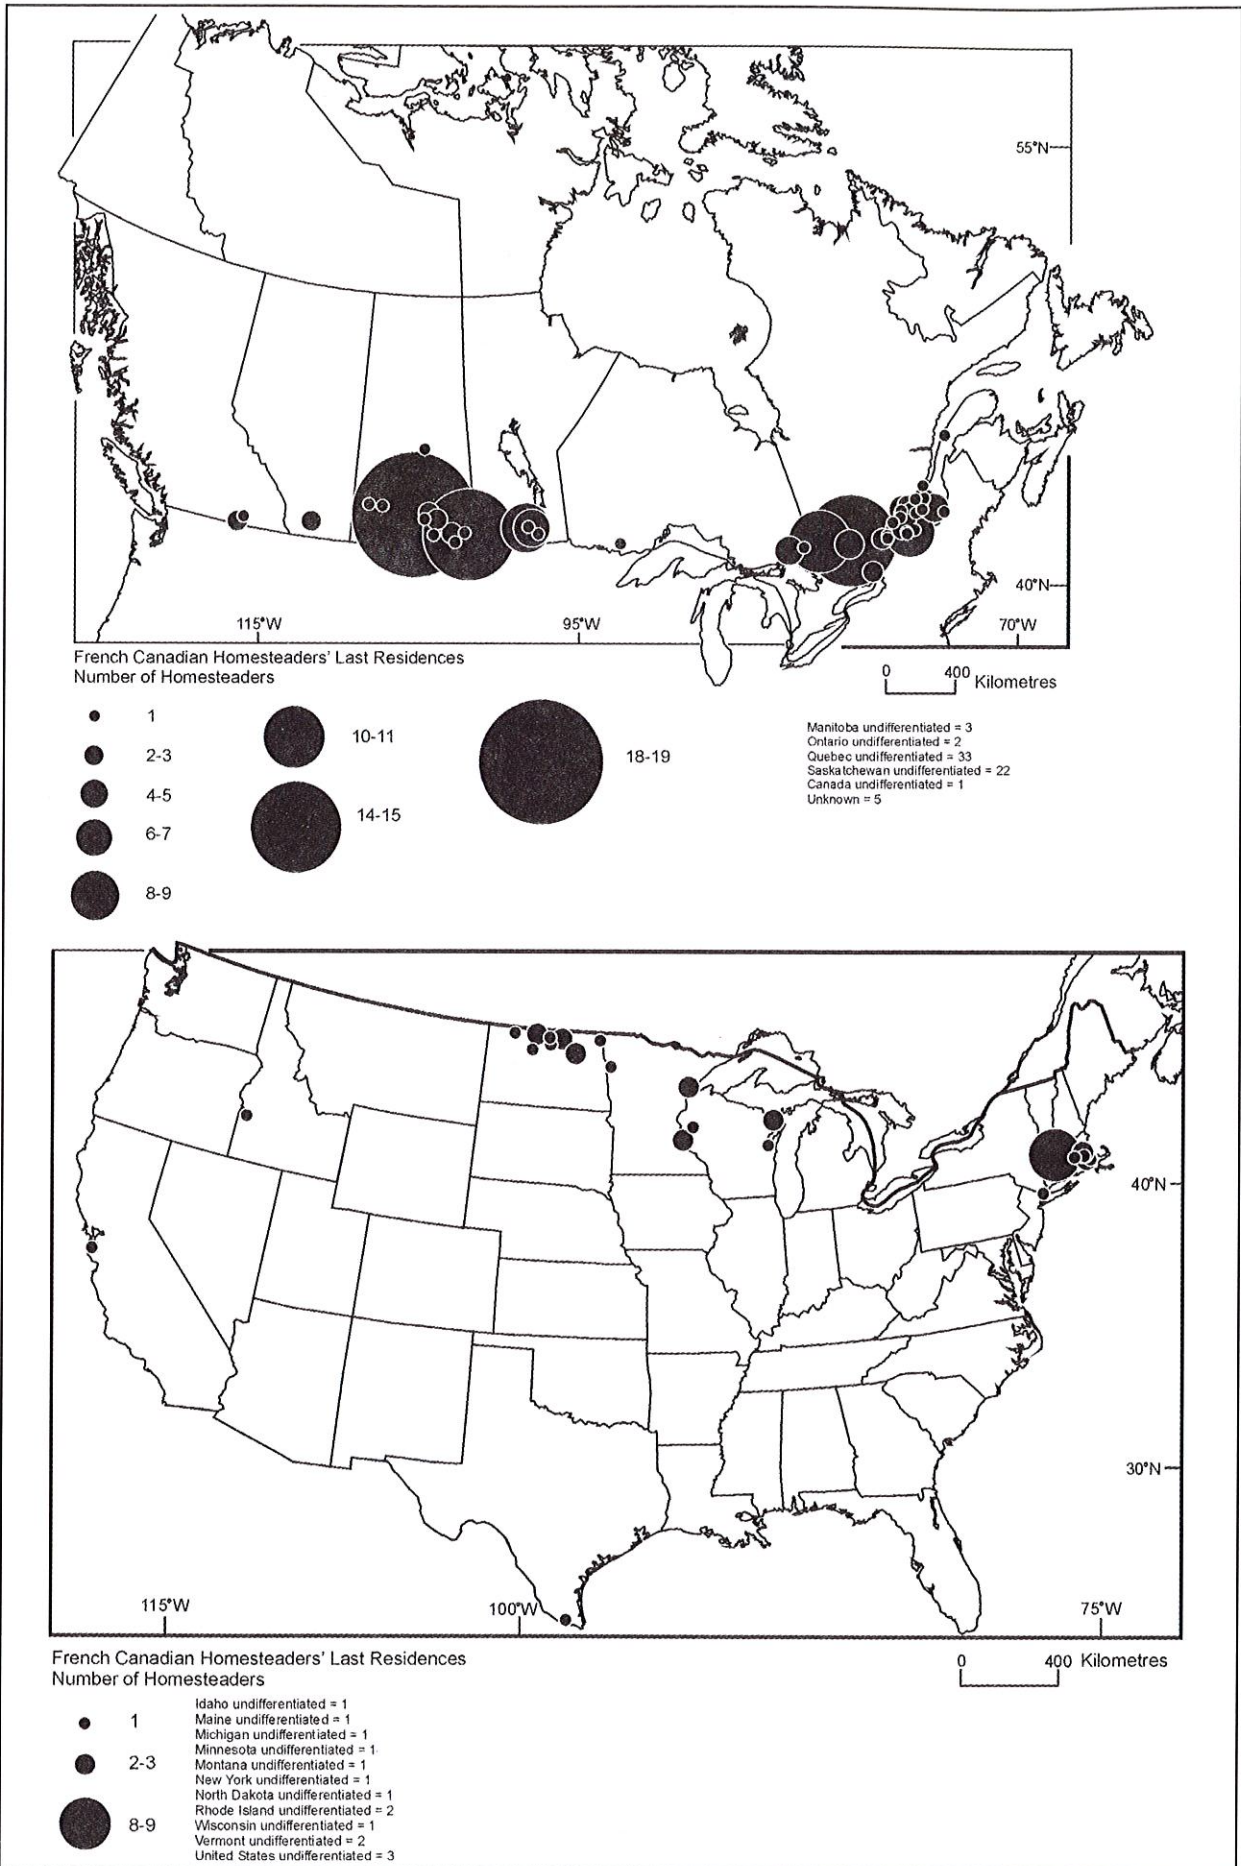 55°N
40°N
115°W
95°W
70°W
French Canadian Homesteaders' Last Residences
Number of Homesteaders
0 400 Kilometres
1
2-3
4-5
6-7
8-9
10-11
14-15
18-19
Manitoba undifferentiated = 3
Ontario undifferentiated = 2
Quebec undifferentiated = 33
Saskatchewan undifferentiated = 22
Canada undifferentiated = 1
Unknown = 5
40°N
30°N
115°W
100°W
75°W
French Canadian Homesteaders' Last Residences
Number of Homesteaders
0 400 Kilometres
1
2-3
8-9
Idaho undifferentiated = 1
Maine undifferentiated = 1
Michigan undifferentiated = 1
Minnesota undifferentiated = 1
Montana undifferentiated = 1
New York undifferentiated = 1
North Dakota undifferentiated = 1
Rhode Island undifferentiated = 2
Wisconsin undifferentiated = 1
Vermont undifferentiated = 2
United States undifferentiated = 3